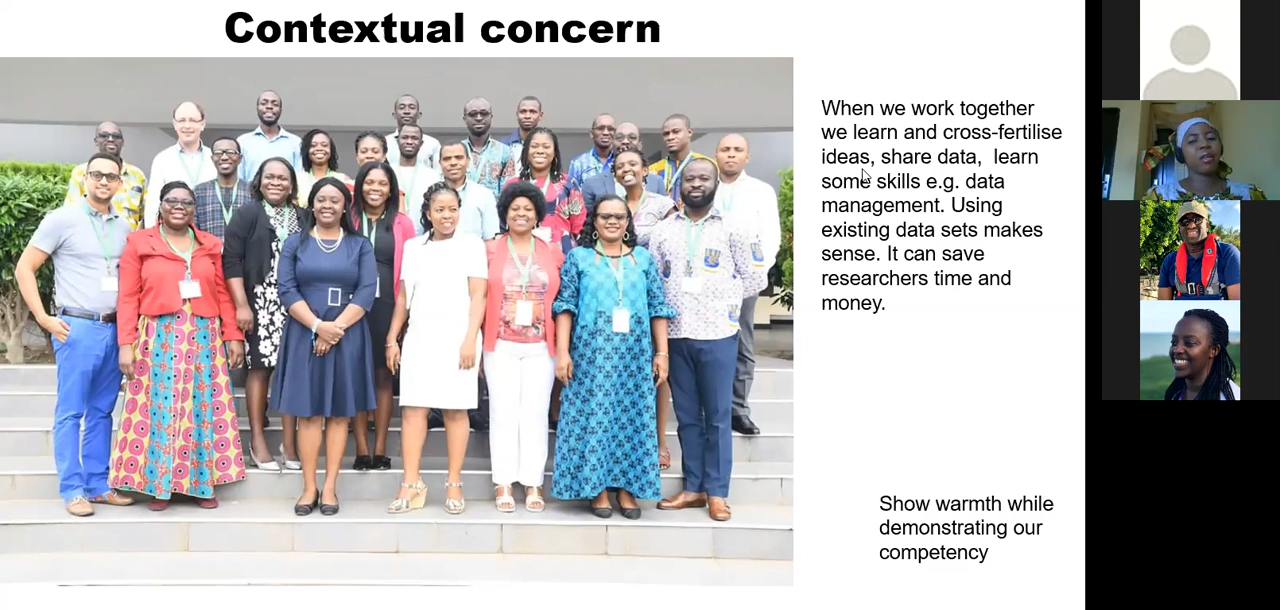 Contextual concern
When we work together
we learn and cross-fertilise
ideas, share data,  learn
some skills e.g. data
management. Using
existing data sets makes
sense. It can save
researchers time and
money.
Show warmth while
demonstrating our
competency